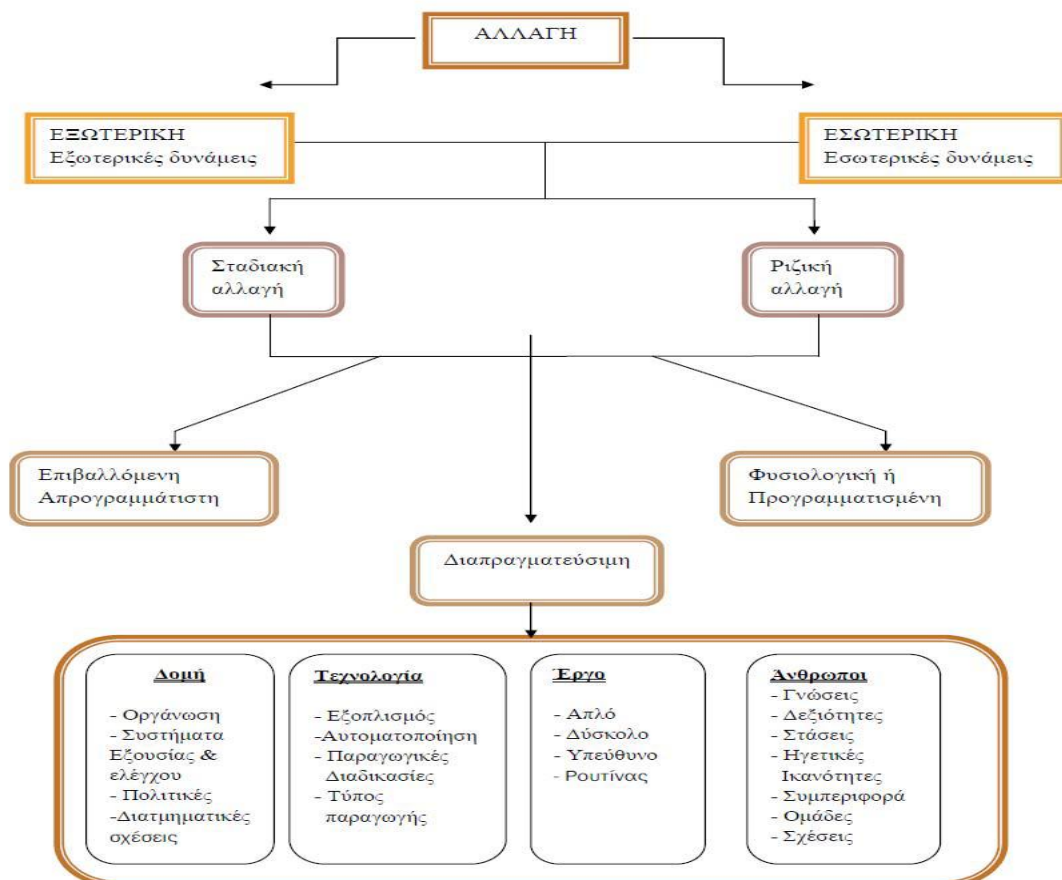 ΑΛΛΑΓΗ
ΕΞΩΤΕΡΙΚΗ
Εξωτερικές δυνάμεις
ΕΣΩΤΕΡΙΚΗ
Εσωτερικές δυνάμεις
Σταδιακή
αλλαγή
Ριζική
αλλαγή
Επιβαλλόμενη
Απρογραμμάτιστη
Φυσιολογική ή
Προγραμματισμένη
Διαπραγματεύσιμη
Δομή
- Οργάνωση
- Συστήματα
Εξουσίας &
ελέγχου
- Πολιτικές
-Διατμηματικές
σχέσεις
Τεχνολογία
- Εξοπλισμός
-Αυτοματοποίηση
- Παραγωγικές
Διαδικασίες
- Τύπος
παραγωγής
Έργο
- Απλό
- Δύσκολο
- Υπεύθυνο
- Ρουτίνας
Άνθρωποι
- Γνώσεις
- Δεξιότητες
- Στάσεις
- Ηγετικές
Ικανότητες
- Συμπεριφορά
- Ομάδες
- Σχέσεις